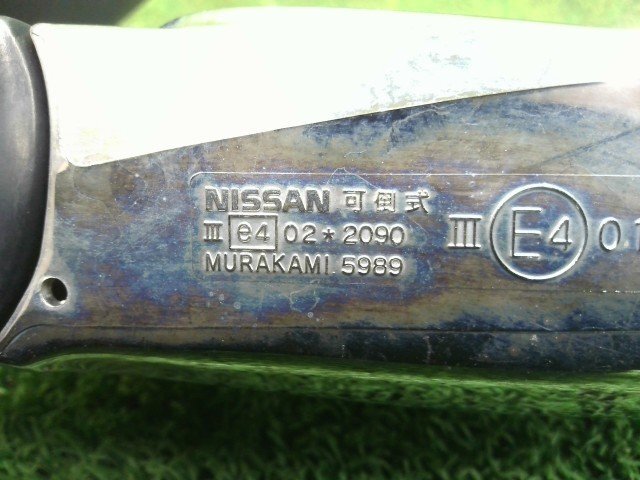 NISSAN 可倒式
III e4 02*2090
MURAKAMI 5989
III E4 0